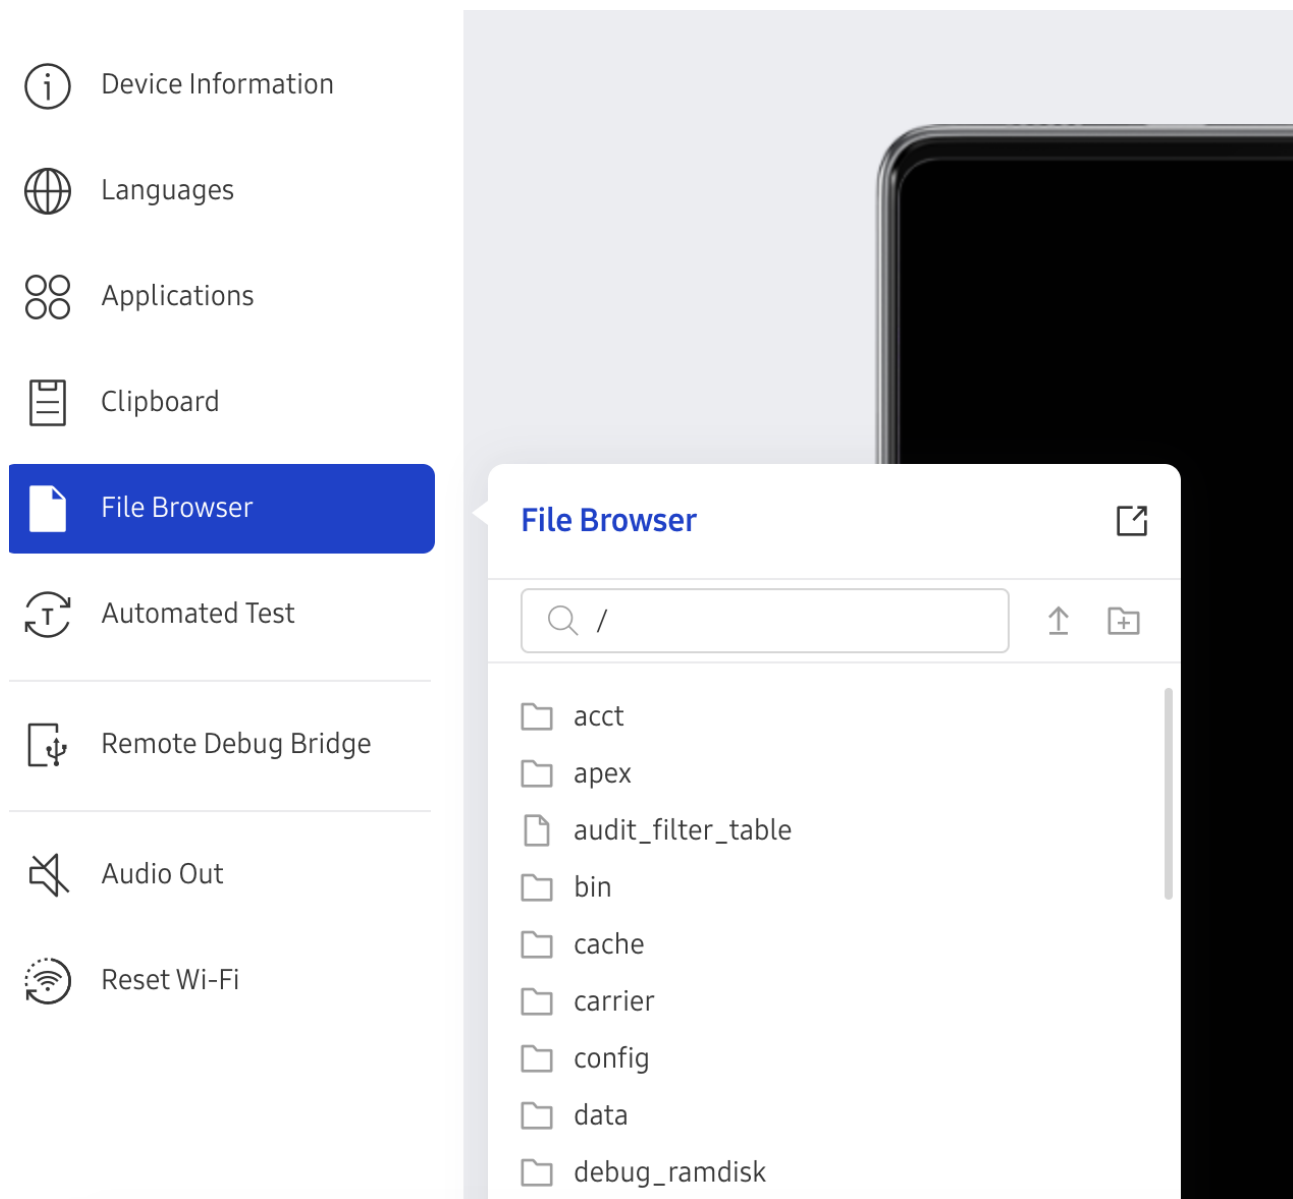 Device Information
Languages
Applications
Clipboard
File Browser
Automated Test
Remote Debug Bridge
Audio Out
Reset Wi-Fi
File Browser
/
acct
apex
audit_filter_table
bin
cache
carrier
config
data
debug_ramdisk